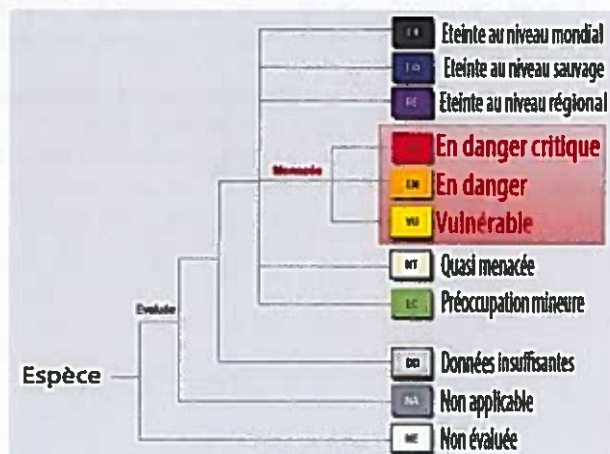 EX Eteinte au niveau mondial
Eteinte au niveau sauvage
RE Eteinte au niveau régional
En danger critique
Menacée
EN En danger
VU Vulnérable
NT Quasi menacée
LC Préoccupation mineure
Evaluée
DD Données insuffisantes
Espèce
NA Non applicable
NE Non évaluée